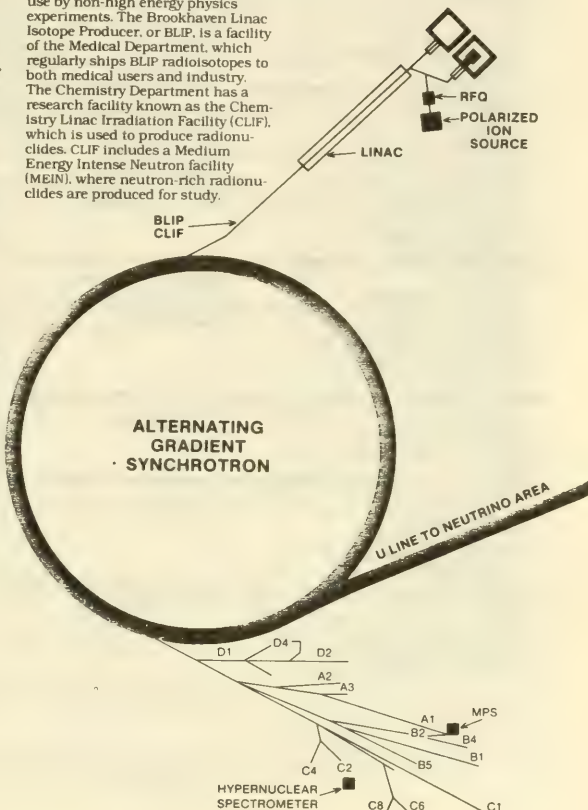 use by non-high energy physics
experiments. The Brookhaven Linac
Isotope Producer, or BLIP, is a facility
of the Medical Department, which
regularly ships BLIP radioisotopes to
both medical users and industry.
The Chemistry Department has a
research facility known as the Chem-
istry Linac Irradiation Facility (CLIF),
which is used to produce radionu-
clides. CLIF includes a Medium
Energy Intense Neutron facility
(MEIN), where neutron-rich radionu-
clides are produced for study.
RFQ
POLARIZED
ION
SOURCE
LINAC
BLIP
CLIF
ALTERNATING
GRADIENT
SYNCHROTRON
U LINE TO NEUTRINO AREA
D1
D4
D2
A2
A3
A1
MPS
B2
B4
B1
B5
C4
C2
HYPERNUCLEAR
SPECTROMETER
C8
C6
C1